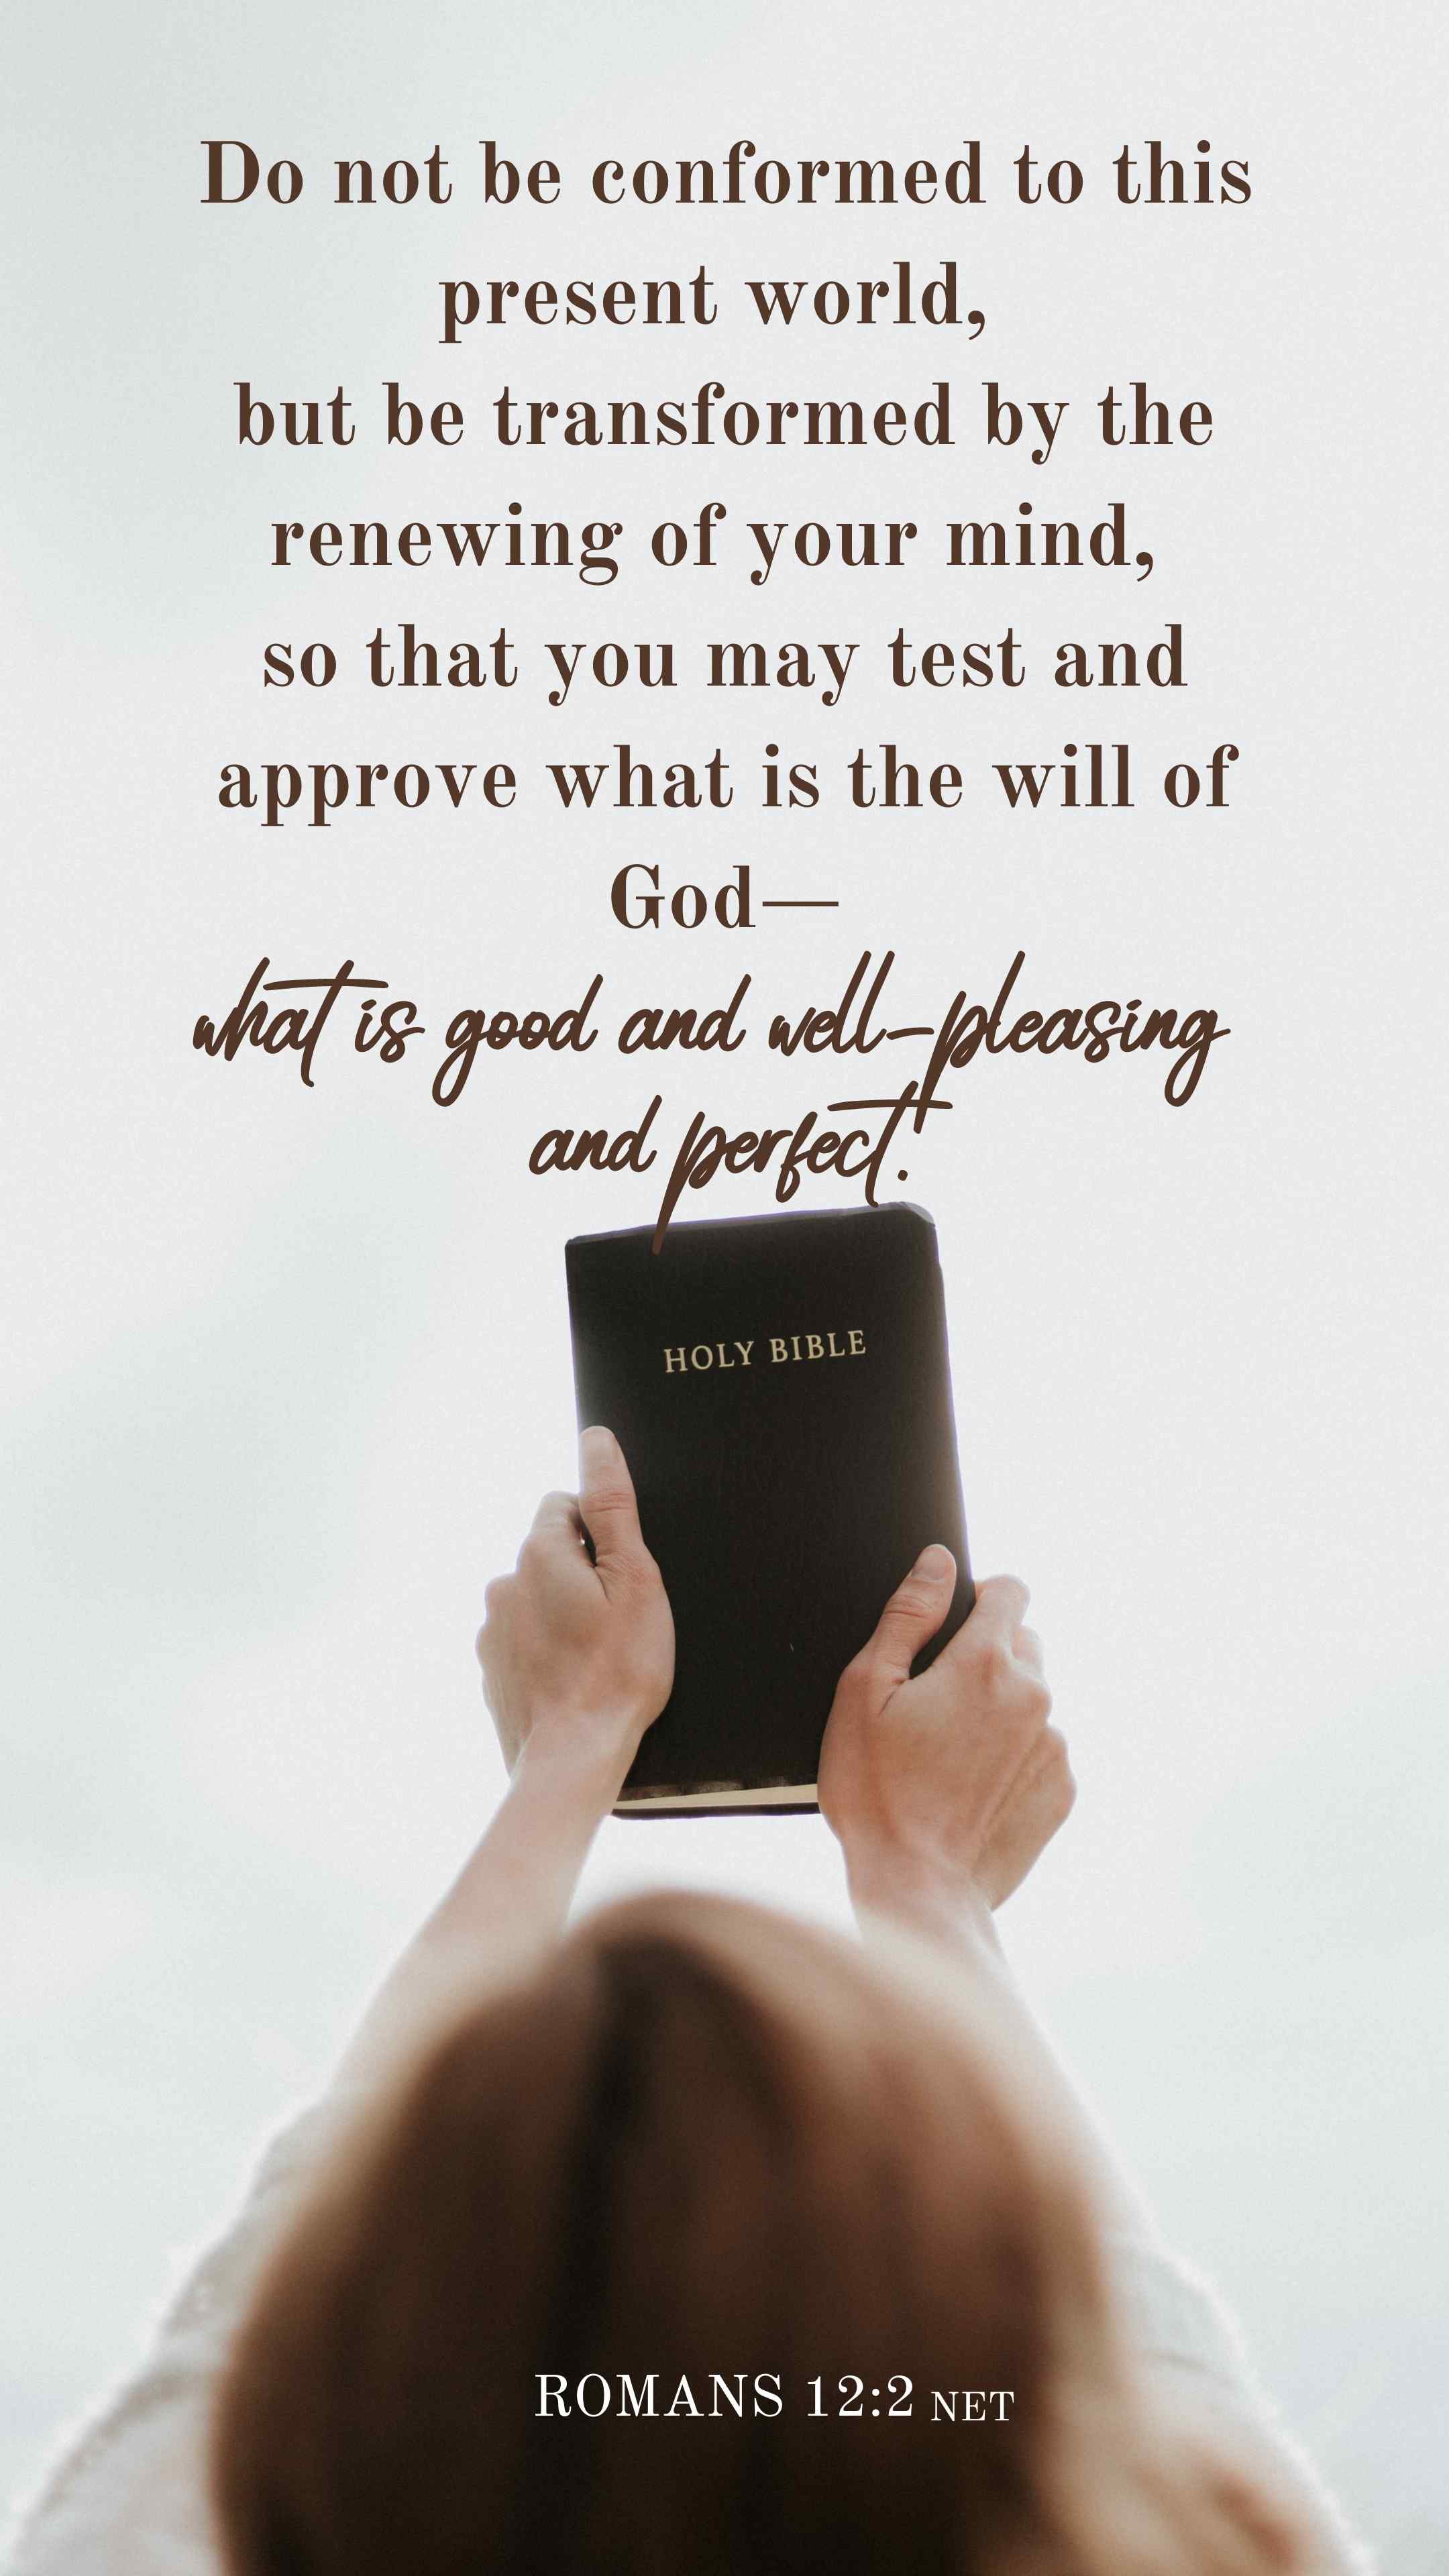 Do not be conformed to this
present world,
but be transformed by the
renewing of your mind,
so that you may test and
approve what is the will of
God—
what is good and well-pleasing
and perfect.
HOLY BIBLE
ROMANS 12:2 NET